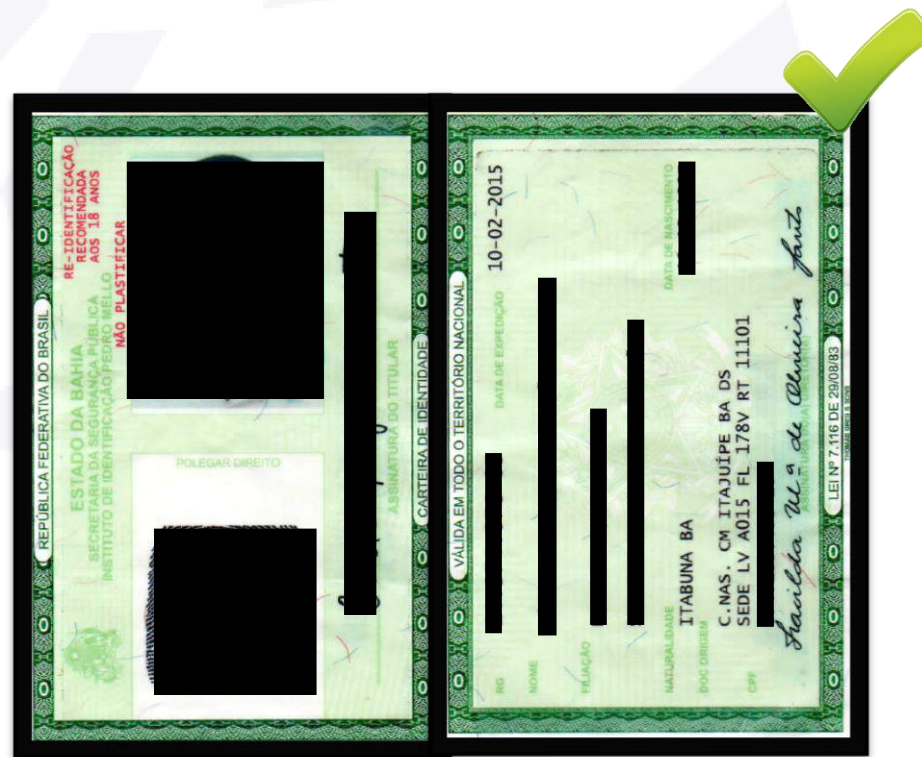 REPÚBLICA FEDERATIVA DO BRASIL
ESTADO DA BAHIA
SECRETARIA DA SEGURANÇA PÚBLICA
INSTITUTO DE IDENTIFICAÇÃO PEDRO MELLO
RE-IDENTIFICAÇÃO
RECOMENDADA
AOS 18 ANOS
NÃO PLASTIFICAR
POLEGAR DIREITO
ASSINATURA DO TITULAR
CARTEIRA DE IDENTIDADE
VÁLIDA EM TODO O TERRITÓRIO NACIONAL
RG
DATA DE EXPEDIÇÃO
10-02-2015
NOME
FILIAÇÃO
NATURALIDADE
DATA DE NASCIMENTO
ITABUNA BA
DOC ORIGEM
C.NAS. CM ITAJUÍPE BA DS
SEDE LV A015 FL 178V RT 11101
CPF
de Oliveira
LEI Nº 7.116 DE 29/08/83